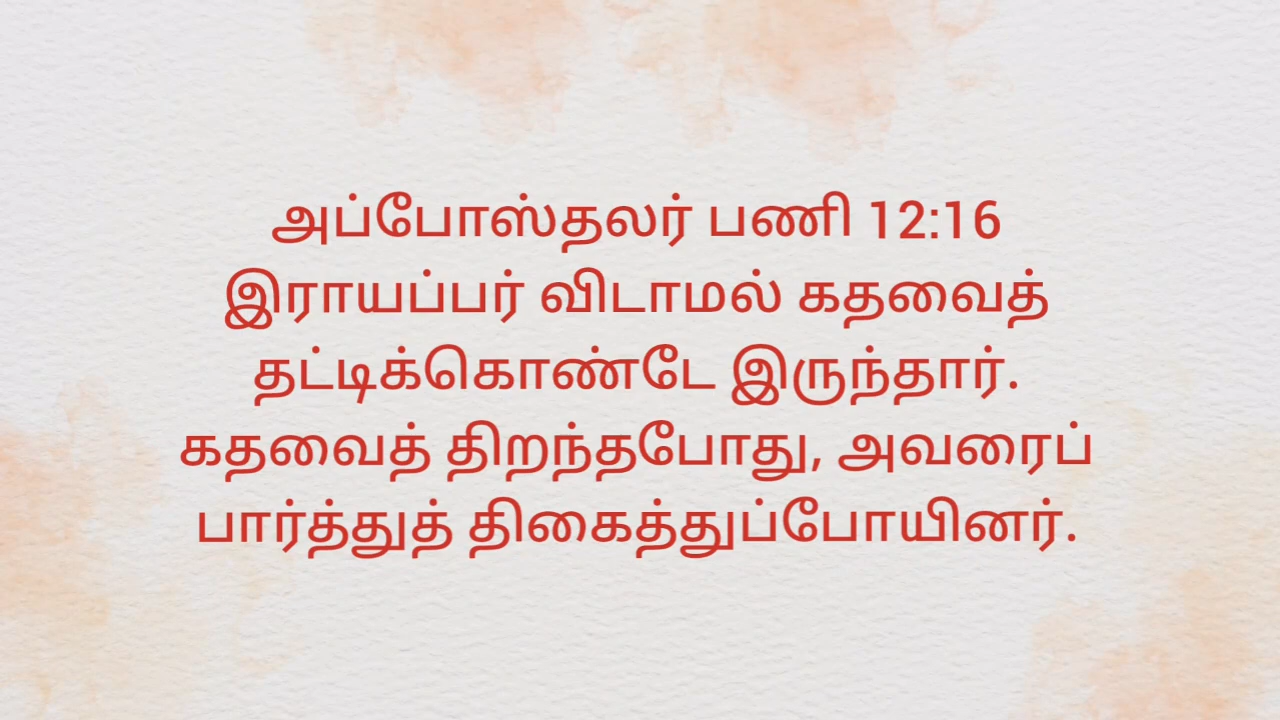 அப்போஸ்தலர் பணி 12:16
இராயப்பர் விடாமல் கதவைத்
தட்டிக்கொண்டே இருந்தார்.
கதவைத் திறந்தபோது, அவரைப்
பார்த்துத் திகைத்துப்போயினர்.